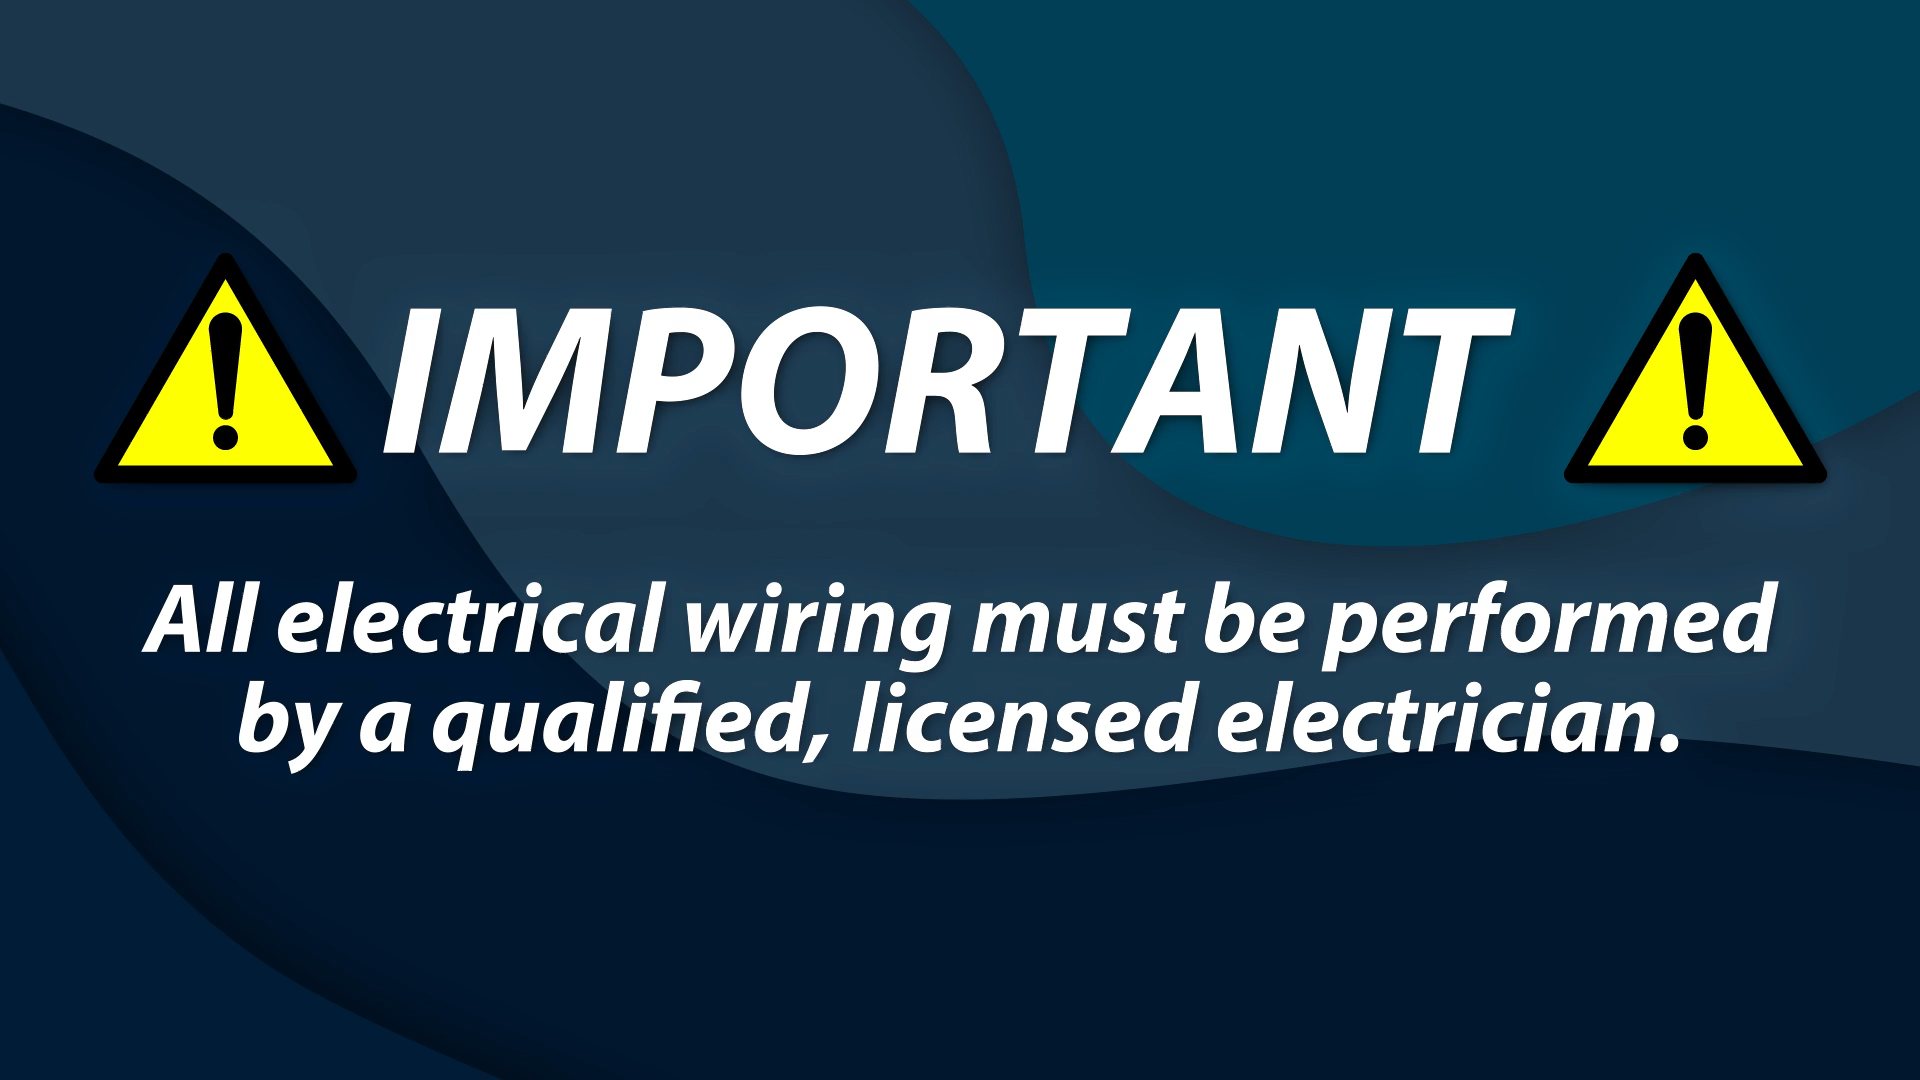 IMPORTANT
All electrical wiring must be performed
by a qualified, licensed electrician.